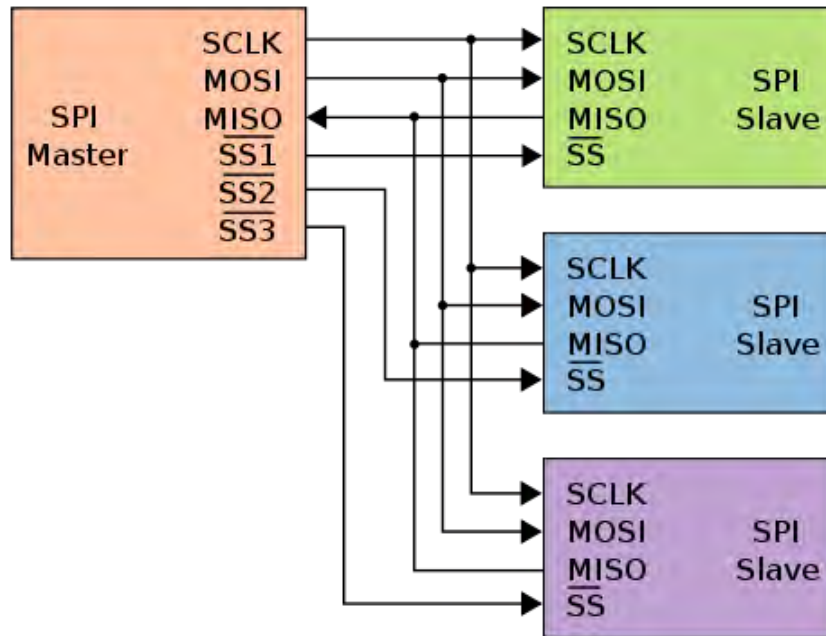 SPI
Master
SCLK
MOSI
MISO
SS1
SS2
SS3
SCLK
MOSI
MISO
SS
SPI
Slave
SCLK
MOSI
MISO
SS
SPI
Slave
SCLK
MOSI
MISO
SS
SPI
Slave